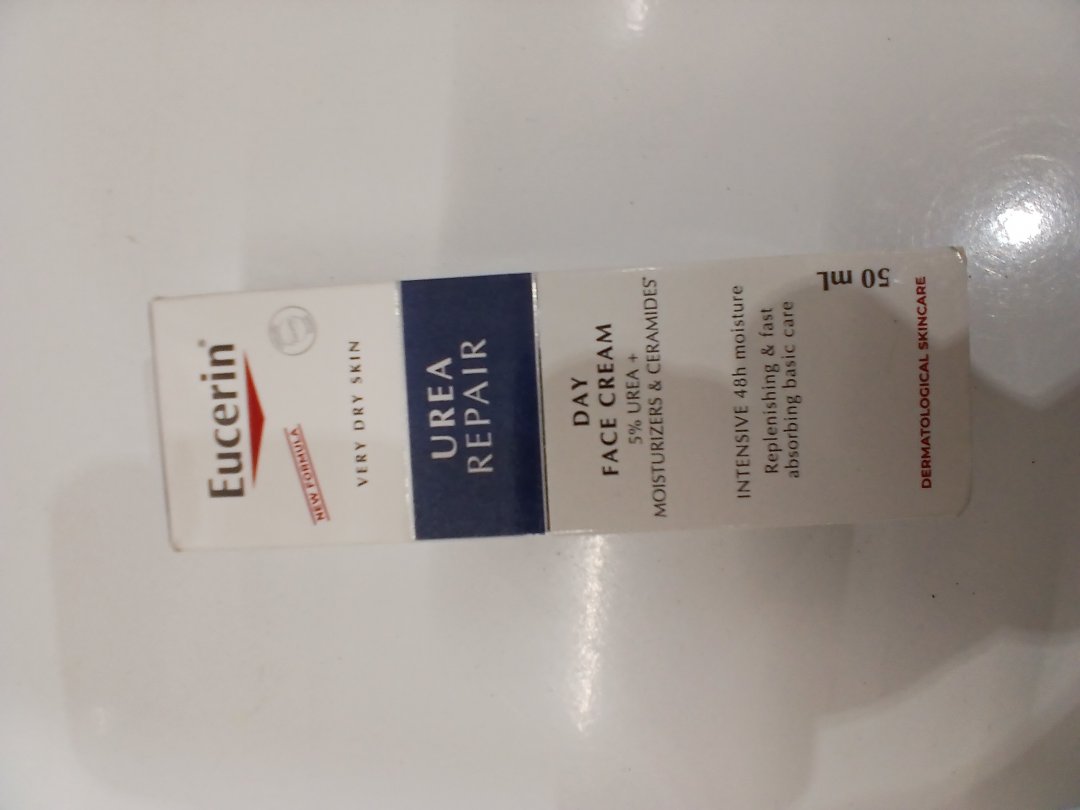 Eucerin®
NEW FORMULA
VERY DRY SKIN
UREA
REPAIR
DAY
FACE CREAM
5% UREA +
MOISTURIZERS & CERAMIDES*
INTENSIVE 48h moisture
Replenishing & fast
absorbing basic care
50 mL
DERMATOLOGICAL SKINCARE